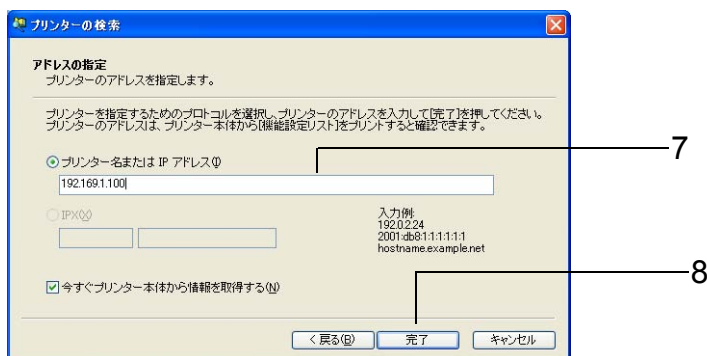 プリンターの検索
アドレスの指定
プリンターのアドレスを指定します。
プリンターを指定するためのプロトコルを選択し、プリンターのアドレスを入力して[完了]を押してください。
プリンターのアドレスは、プリンター本体から[機能設定リスト]をプリントすると確認できます。
7
プリンター名または IP アドレス(I)
192.169.1.100
IPX(X)
入力例:
192.0.2.24
2001:db8:1:1:1:1:1:1
hostname.example.net
8
今すぐプリンター本体から情報を取得する(N)
< 戻る(B)
完了
キャンセル